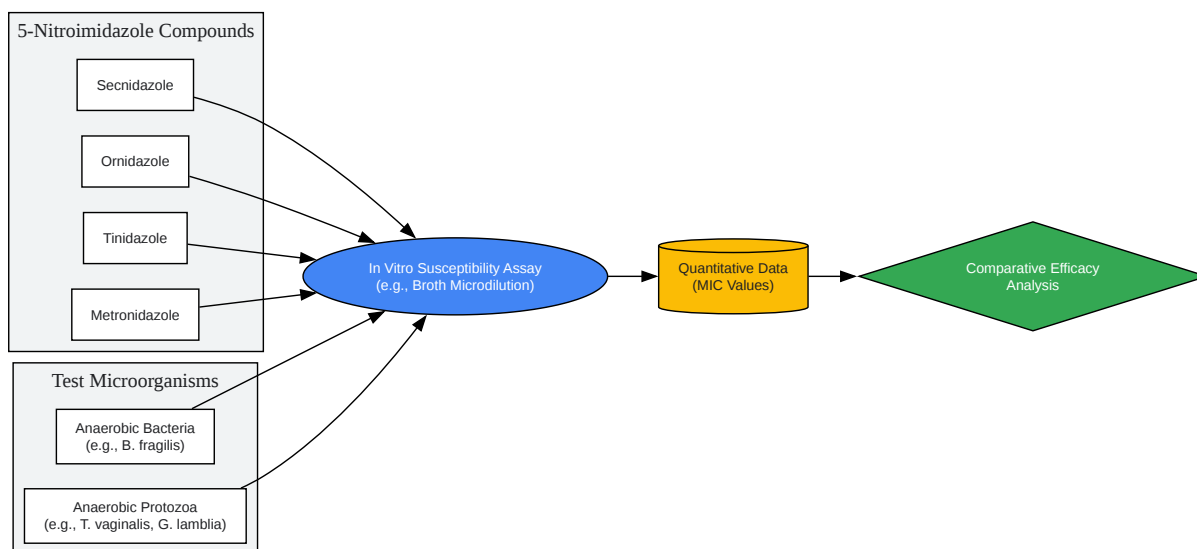 5-Nitroimidazole Compounds
Secnidazole
Ornidazole
Tinidazole
Metronidazole
Test Microorganisms
Anaerobic Bacteria
(e.g., B. fragilis)
Anaerobic Protozoa
(e.g., T. vaginalis, G. lamblia)
In Vitro Susceptibility Assay
(e.g., Broth Microdilution)
Quantitative Data
(MIC Values)
Comparative Efficacy
Analysis